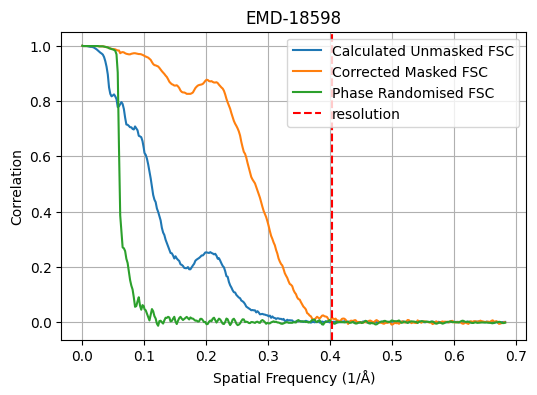 EMD-18598
Calculated Unmasked FSC
Corrected Masked FSC
Phase Randomised FSC
resolution
Correlation
1.0
0.8
0.6
0.4
0.2
0.0
0.0 0.1 0.2 0.3 0.4 0.5 0.6 0.7
Spatial Frequency (1/Å)